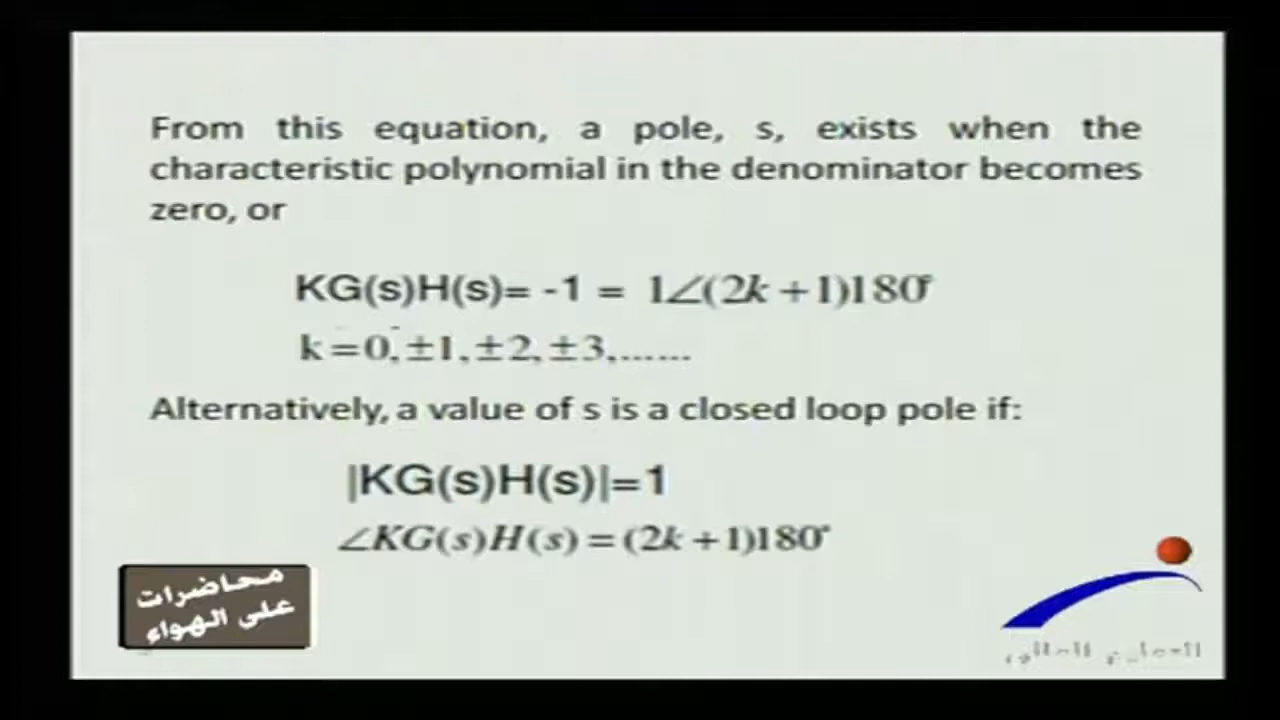 From this equation, a pole, s, exists when the
characteristic polynomial in the denominator becomes
zero, or
KG(s)H(s)= -1 = 1∠(2k+1)180°
k=0,±1,±2,±3,......
Alternatively, a value of s is a closed loop pole if:
|KG(s)H(s)|=1
∠KG(s)H(s)=(2k+1)180°
محاضرات
على الهواء